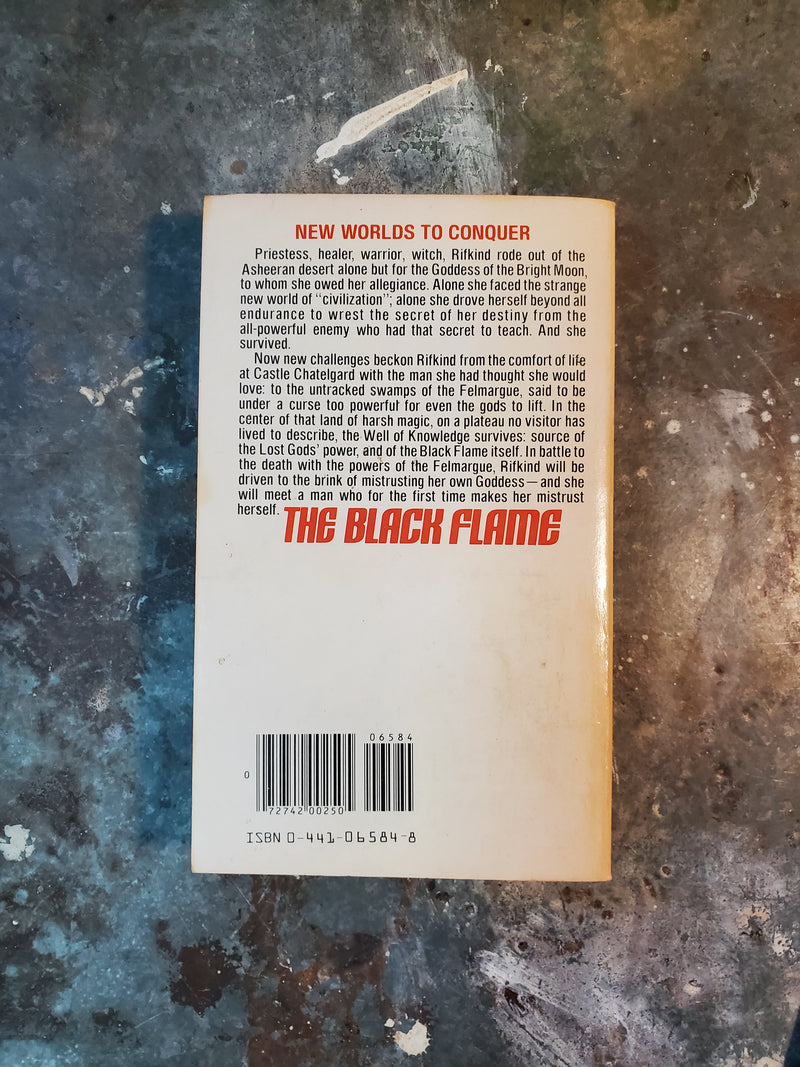 NEW WORLDS TO CONQUER
Priestess, healer, warrior, witch, Rifkind rode out of the
Asheeran desert alone but for the Goddess of the Bright Moon,
to whom she owed her allegiance. Alone she faced the strange
new world of "civilization"; alone she drove herself beyond all
endurance to wrest the secret of her destiny from the
all-powerful enemy who had that secret to teach. And she
survived.
Now new challenges beckon Rifkind from the comfort of life
at Castle Chatelgard with the man she had thought she would
love: to the untracked swamps of the Felmargue, said to be
under a curse too powerful for even the gods to lift. In the
center of that land of harsh magic, on a plateau no visitor has
lived to describe, the Well of Knowledge survives: source of
the Lost Gods' power, and of the Black Flame itself. In battle to
the death with the powers of the Felmargue, Rifkind will be
driven to the brink of mistrusting her own Goddess—and she
will meet a man who for the first time makes her mistrust
herself.
THE BLACK FLAME
06584
0
72742 00250
ISBN 0-441-06584-8